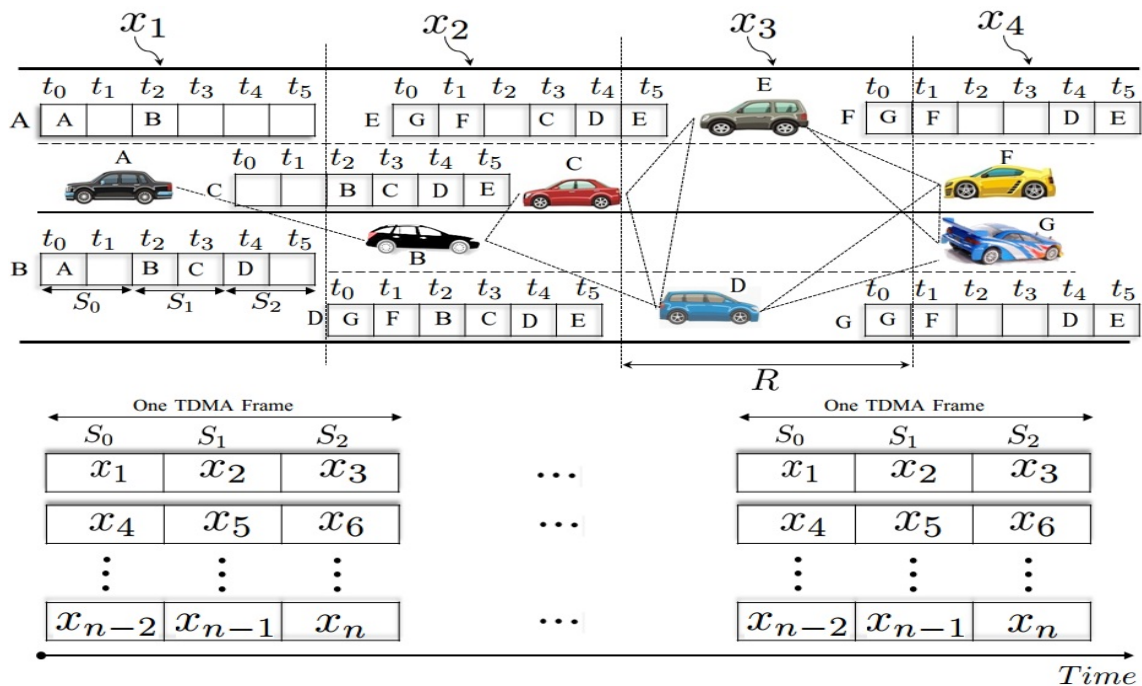 x₁ x₂ x₃ x₄
t₀ t₁ t₂ t₃ t₄ t₅
A A B
t₀ t₁ t₂ t₃ t₄ t₅
E G F C D E
E
t₀ t₁ t₂ t₃ t₄ t₅
F G F D E
A
t₀ t₁ t₂ t₃ t₄ t₅
C B C D E
C
F
t₀ t₁ t₂ t₃ t₄ t₅
B A B C D
S₀ S₁ S₂
B
G
t₀ t₁ t₂ t₃ t₄ t₅
D G F B C D E
D
t₀ t₁ t₂ t₃ t₄ t₅
G G F D E
R
One TDMA Frame One TDMA Frame
S₀ S₁ S₂ S₀ S₁ S₂
x₁ x₂ x₃ ... x₁ x₂ x₃
x₄ x₅ x₆ ... x₄ x₅ x₆
⋮ ⋮ ⋮ ⋮ ⋮ ⋮
xₙ₋₂ xₙ₋₁ xₙ ... xₙ₋₂ xₙ₋₁ xₙ
Time